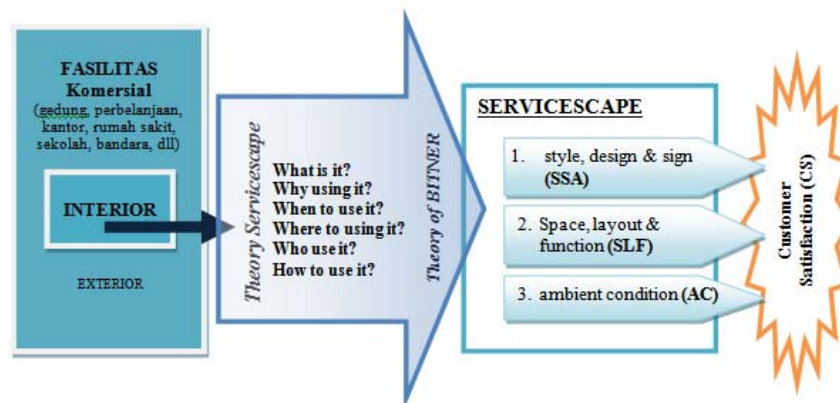 FASILITAS
Komersial
(gedung, perbelanjaan,
kantor, rumah sakit,
sekolah, bandara, dll)
INTERIOR
EXTERIOR
Theory Servicescape
What is it?
Why using it?
When to use it?
Where to using it?
Who use it?
How to use it?
Theory of BITNER
SERVICESCAPE
1. style, design & sign
(SSA)
2. Space, layout &
function (SLF)
3. ambient condition (AC)
Customer
Satisfaction (CS)